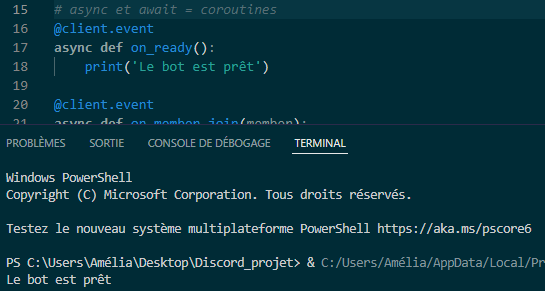 15 # async et await = coroutines
16 @client.event
17 async def on_ready():
18 print('Le bot est prêt')
19
20 @client.event
21 async def on_member_join(member):
PROBLÈMES SORTIE CONSOLE DE DÉBOGAGE TERMINAL
Windows PowerShell
Copyright (C) Microsoft Corporation. Tous droits réservés.
Testez le nouveau système multiplateforme PowerShell https://aka.ms/pscore6
PS C:\Users\Amélia\Desktop\Discord_projet> & C:/Users/Amélia/AppData/Local/Pr
Le bot est prêt